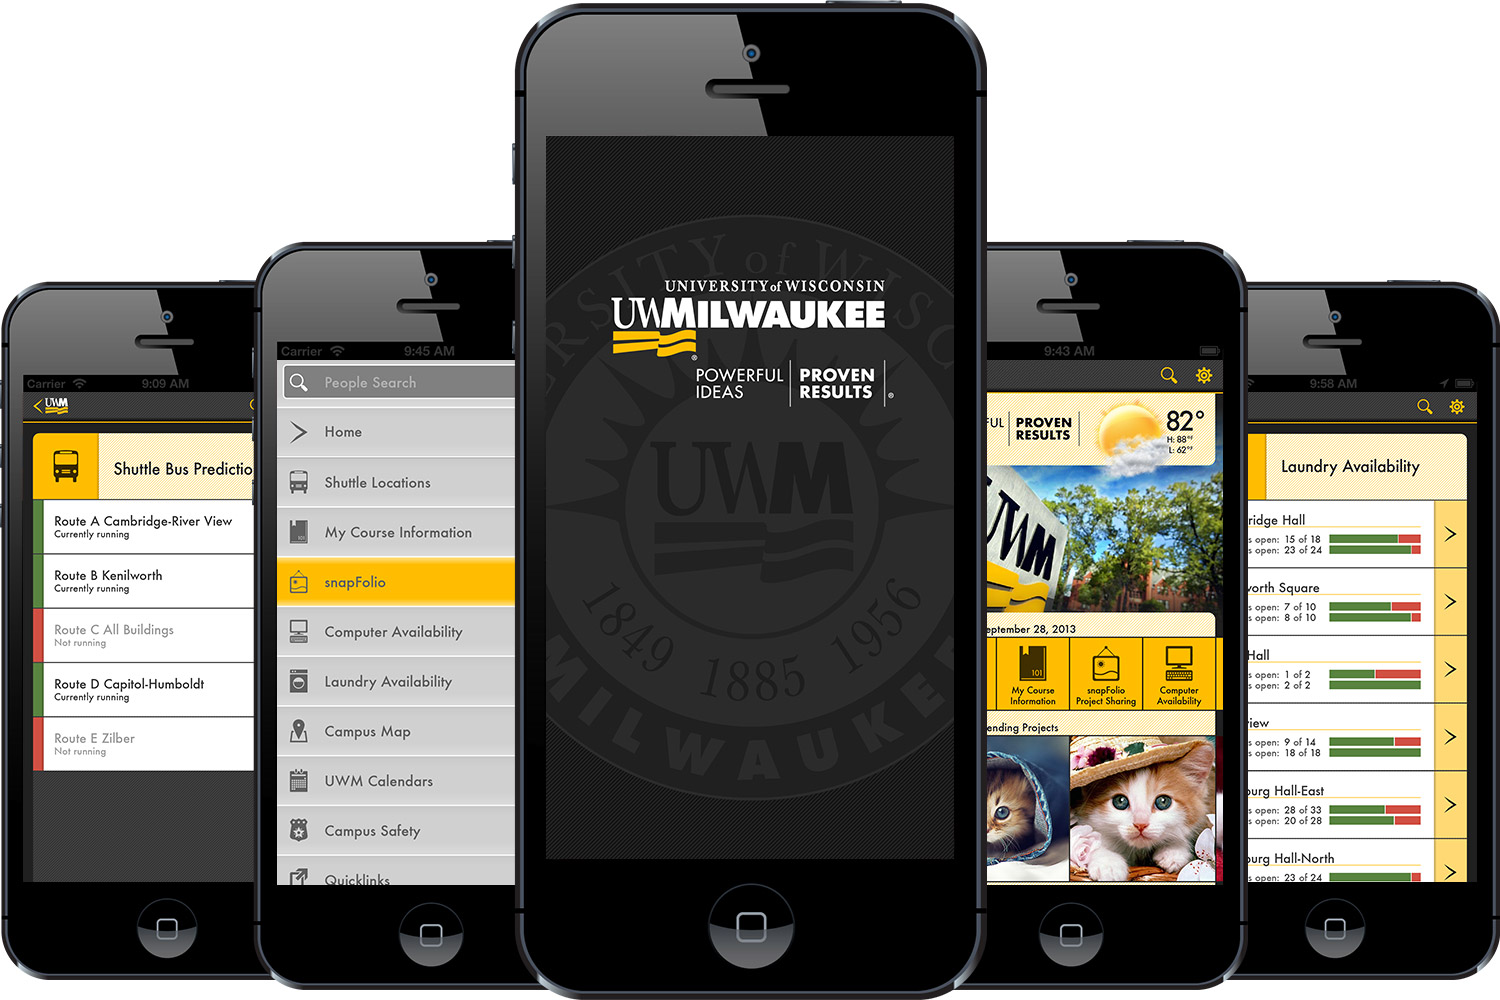 Carrier
9:09 AM
UWM
Shuttle Bus Predictio
Route A Cambridge-River View
Currently running
Route B Kenilworth
Currently running
Route C All Buildings
Not running
Route D Capitol-Humboldt
Currently running
Route E Zilber
Not running
Carrier
9:45 AM
People Search
Home
Shuttle Locations
101
My Course Information
snapFolio
Computer Availability
Laundry Availability
Campus Map
UWM Calendars
Campus Safety
Quicklinks
UNIVERSITY of WISCONSIN
UWMILWAUKEE
POWERFUL IDEAS
PROVEN RESULTS
ERSITY of WISC
UWM
1849 1885 1956
MILWAUKE
9:43 AM
FUL
PROVEN
RESULTS
82°
H: 88°F
L: 62°F
UWM
eptember 28, 2013
101
My Course
Information
snapFolio
Project Sharing
Computer
Availability
ending Projects
9:58 AM
Laundry Availability
ridge Hall
s open: 15 of 18
s open: 23 of 24
orth Square
s open: 7 of 10
s open: 8 of 10
Hall
s open: 1 of 2
s open: 2 of 2
iew
s open: 9 of 14
s open: 18 of 18
urg Hall-East
s open: 28 of 33
s open: 20 of 28
urg Hall-North
s open: 23 of 24